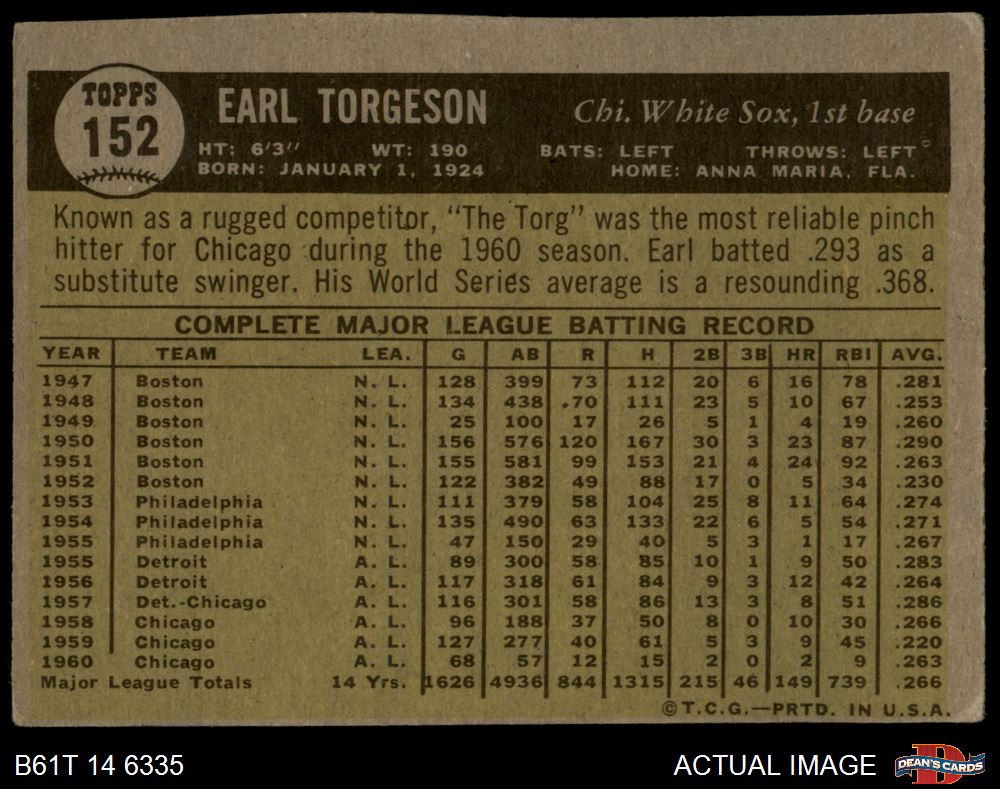 TOPPS
152
EARL TORGESON
Chi. White Sox, 1st base
HT: 6'3" WT: 190 BATS: LEFT THROWS: LEFT
BORN: JANUARY 1, 1924 HOME: ANNA MARIA, FLA.
Known as a rugged competitor, "The Torg" was the most reliable pinch
hitter for Chicago during the 1960 season. Earl batted .293 as a
substitute swinger. His World Series average is a resounding .368.
COMPLETE MAJOR LEAGUE BATTING RECORD
YEAR TEAM LEA. G AB R H 2B 3B HR RBI AVG.
1947 Boston N. L. 128 399 73 112 20 6 16 78 .281
1948 Boston N. L. 134 438 .70 111 23 5 10 67 .253
1949 Boston N. L. 25 100 17 26 5 1 4 19 .260
1950 Boston N. L. 156 576 120 167 30 3 23 87 .290
1951 Boston N. L. 155 581 99 153 21 4 24 92 .263
1952 Boston N. L. 122 382 49 88 17 0 5 34 .230
1953 Philadelphia N. L. 111 379 58 104 25 8 11 64 .274
1954 Philadelphia N. L. 135 490 63 133 22 6 5 54 .271
1955 Philadelphia N. L. 47 150 29 40 5 3 1 17 .267
1955 Detroit A. L. 89 300 58 85 10 1 9 50 .283
1956 Detroit A. L. 117 318 61 84 9 3 12 42 .264
1957 Det.-Chicago A. L. 116 301 58 86 13 3 8 51 .286
1958 Chicago A. L. 96 188 37 50 8 0 10 30 .266
1959 Chicago A. L. 127 277 40 61 5 3 9 45 .220
1960 Chicago A. L. 68 57 12 15 2 0 2 9 .263
Major League Totals 14 Yrs. 1626 4936 844 1315 215 46 149 739 .266
©T.C.G.—PRTD. IN U.S.A.
B61T 14 6335
ACTUAL IMAGE
DEAN'S CARDS